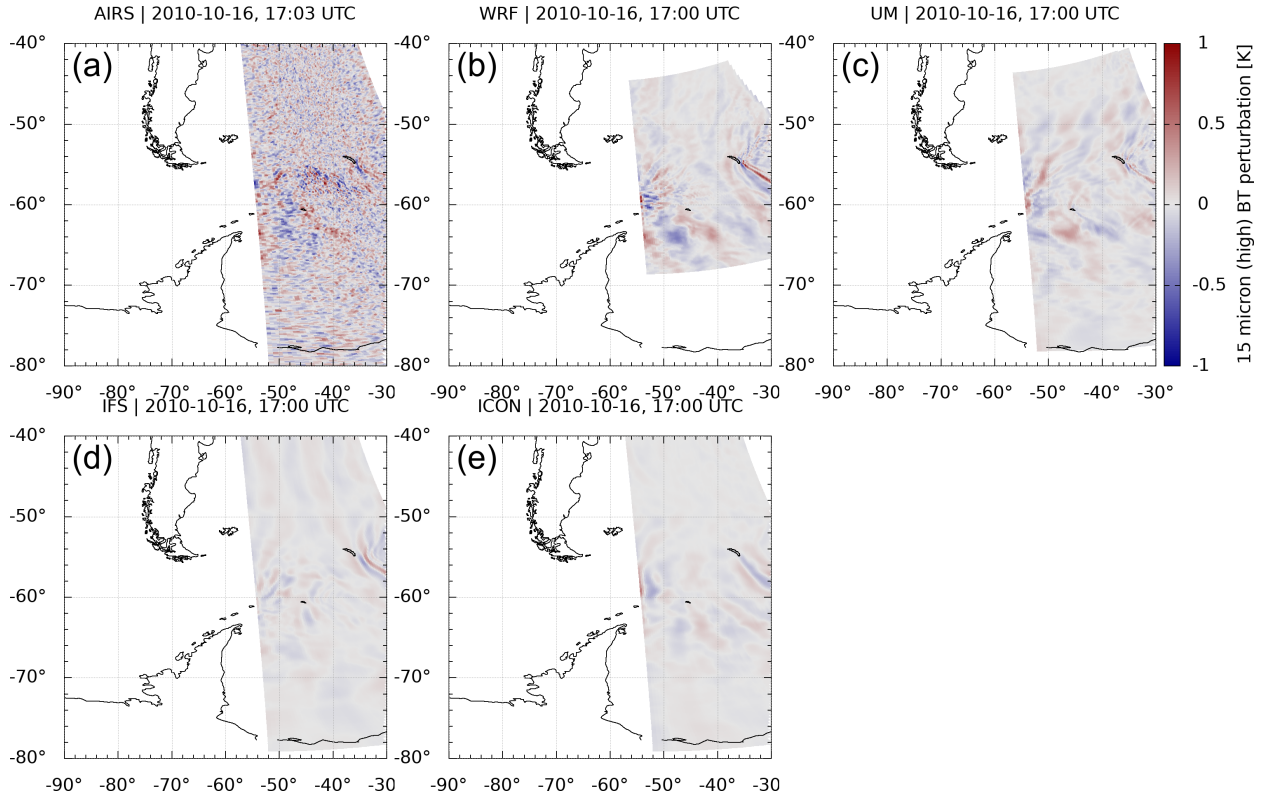 AIRS | 2010-10-16, 17:03 UTC
WRF | 2010-10-16, 17:00 UTC
UM | 2010-10-16, 17:00 UTC
(a)
(b)
(c)
-40° -50° -60° -70° -80°
-40° -50° -60° -70° -80°
-40° -50° -60° -70° -80°
1 0.5 0 -0.5 -1
15 micron (high) BT perturbation [K]
-90° -80° -70° -60° -50° -40° -30
-90° -80° -70° -60° -50° -40° -30
-90° -80° -70° -60° -50° -40° -30
IFS | 2010-10-16, 17:00 UTC
ICON | 2010-10-16, 17:00 UTC
(d)
(e)
-40° -50° -60° -70° -80°
-40° -50° -60° -70° -80°
-90° -80° -70° -60° -50° -40° -30
-90° -80° -70° -60° -50° -40° -30